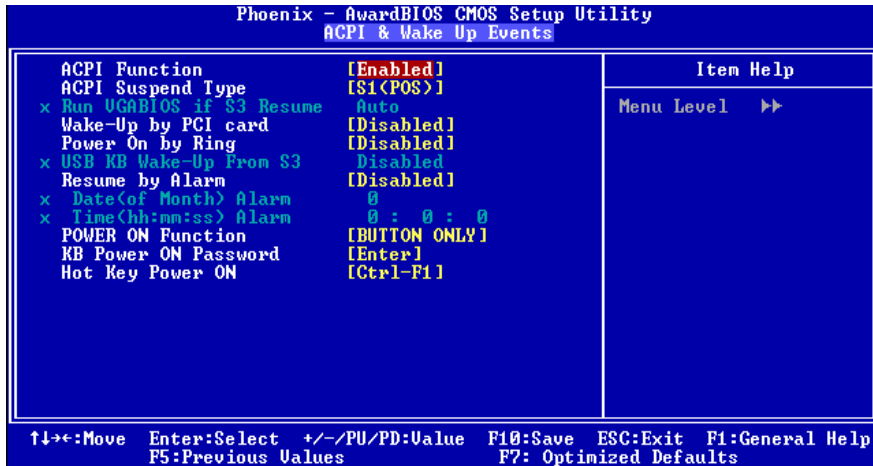 Phoenix - AwardBIOS CMOS Setup Utility
ACPI & Wake Up Events
ACPI Function [Enabled]
Item Help
ACPI Suspend Type [S1(POS)]
x Run VGABIOS if S3 Resume Auto
Menu Level ▶▶
Wake-Up by PCI card [Disabled]
Power On by Ring [Disabled]
x USB KB Wake-Up From S3 Disabled
Resume by Alarm [Disabled]
x Date(of Month) Alarm 0
x Time(hh:mm:ss) Alarm 0 : 0 : 0
POWER ON Function [BUTTON ONLY]
KB Power ON Password [Enter]
Hot Key Power ON [Ctrl-F1]
↑↓→←:Move Enter:Select +/-/PU/PD:Value F10:Save ESC:Exit F1:General Help
F5:Previous Values F7: Optimized Defaults